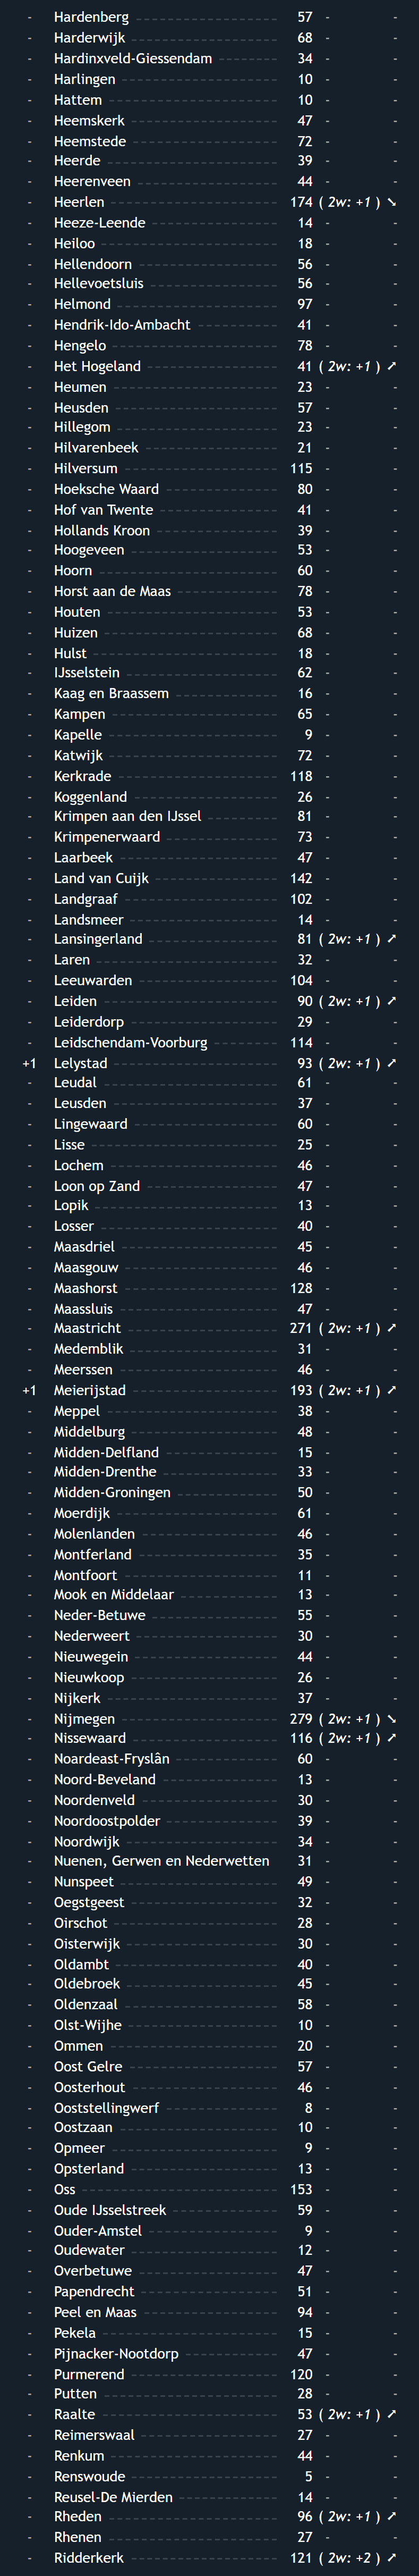 - Hardenberg 57 - -
- Harderwijk 68 - -
- Hardinxveld-Giessendam 34 - -
- Harlingen 10 - -
- Hattem 10 - -
- Heemskerk 47 - -
- Heemstede 72 - -
- Heerde 39 - -
- Heerenveen 44 - -
- Heerlen 174 ( 2w: +1 ) ➘
- Heeze-Leende 14 - -
- Heiloo 18 - -
- Hellendoorn 56 - -
- Hellevoetsluis 56 - -
- Helmond 97 - -
- Hendrik-Ido-Ambacht 41 - -
- Hengelo 78 - -
- Het Hogeland 41 ( 2w: +1 ) ➚
- Heumen 23 - -
- Heusden 57 - -
- Hillegom 23 - -
- Hilvarenbeek 21 - -
- Hilversum 115 - -
- Hoeksche Waard 80 - -
- Hof van Twente 41 - -
- Hollands Kroon 39 - -
- Hoogeveen 53 - -
- Hoorn 60 - -
- Horst aan de Maas 78 - -
- Houten 53 - -
- Huizen 68 - -
- Hulst 18 - -
- IJsselstein 62 - -
- Kaag en Braassem 16 - -
- Kampen 65 - -
- Kapelle 9 - -
- Katwijk 72 - -
- Kerkrade 118 - -
- Koggenland 26 - -
- Krimpen aan den IJssel 81 - -
- Krimpenerwaard 73 - -
- Laarbeek 47 - -
- Land van Cuijk 142 - -
- Landgraaf 102 - -
- Landsmeer 14 - -
- Lansingerland 81 ( 2w: +1 ) ➚
- Laren 32 - -
- Leeuwarden 104 - -
- Leiden 90 ( 2w: +1 ) ➚
- Leiderdorp 29 - -
- Leidschendam-Voorburg 114 - -
+1 Lelystad 93 ( 2w: +1 ) ➚
- Leudal 61 - -
- Leusden 37 - -
- Lingewaard 60 - -
- Lisse 25 - -
- Lochem 46 - -
- Loon op Zand 47 - -
- Lopik 13 - -
- Losser 40 - -
- Maasdriel 45 - -
- Maasgouw 46 - -
- Maashorst 128 - -
- Maassluis 47 - -
- Maastricht 271 ( 2w: +1 ) ➚
- Medemblik 31 - -
- Meerssen 46 - -
+1 Meierijstad 193 ( 2w: +1 ) ➚
- Meppel 38 - -
- Middelburg 48 - -
- Midden-Delfland 15 - -
- Midden-Drenthe 33 - -
- Midden-Groningen 50 - -
- Moerdijk 61 - -
- Molenlanden 46 - -
- Montferland 35 - -
- Montfoort 11 - -
- Mook en Middelaar 13 - -
- Neder-Betuwe 55 - -
- Nederweert 30 - -
- Nieuwegein 44 - -
- Nieuwkoop 26 - -
- Nijkerk 37 - -
- Nijmegen 279 ( 2w: +1 ) ➘
- Nissewaard 116 ( 2w: +1 ) ➚
- Noardeast-Fryslân 60 - -
- Noord-Beveland 13 - -
- Noordenveld 30 - -
- Noordoostpolder 39 - -
- Noordwijk 34 - -
- Nuenen, Gerwen en Nederwetten 31 - -
- Nunspeet 49 - -
- Oegstgeest 32 - -
- Oirschot 28 - -
- Oisterwijk 30 - -
- Oldambt 40 - -
- Oldebroek 45 - -
- Oldenzaal 58 - -
- Olst-Wijhe 10 - -
- Ommen 20 - -
- Oost Gelre 57 - -
- Oosterhout 46 - -
- Ooststellingwerf 8 - -
- Oostzaan 10 - -
- Opmeer 9 - -
- Opsterland 13 - -
- Oss 153 - -
- Oude IJsselstreek 59 - -
- Ouder-Amstel 9 - -
- Oudewater 12 - -
- Overbetuwe 47 - -
- Papendrecht 51 - -
- Peel en Maas 94 - -
- Pekela 15 - -
- Pijnacker-Nootdorp 47 - -
- Purmerend 120 - -
- Putten 28 - -
- Raalte 53 ( 2w: +1 ) ➚
- Reimerswaal 27 - -
- Renkum 44 - -
- Renswoude 5 - -
- Reusel-De Mierden 14 - -
- Rheden 96 ( 2w: +1 ) ➚
- Rhenen 27 - -
- Ridderkerk 121 ( 2w: +2 ) ➚